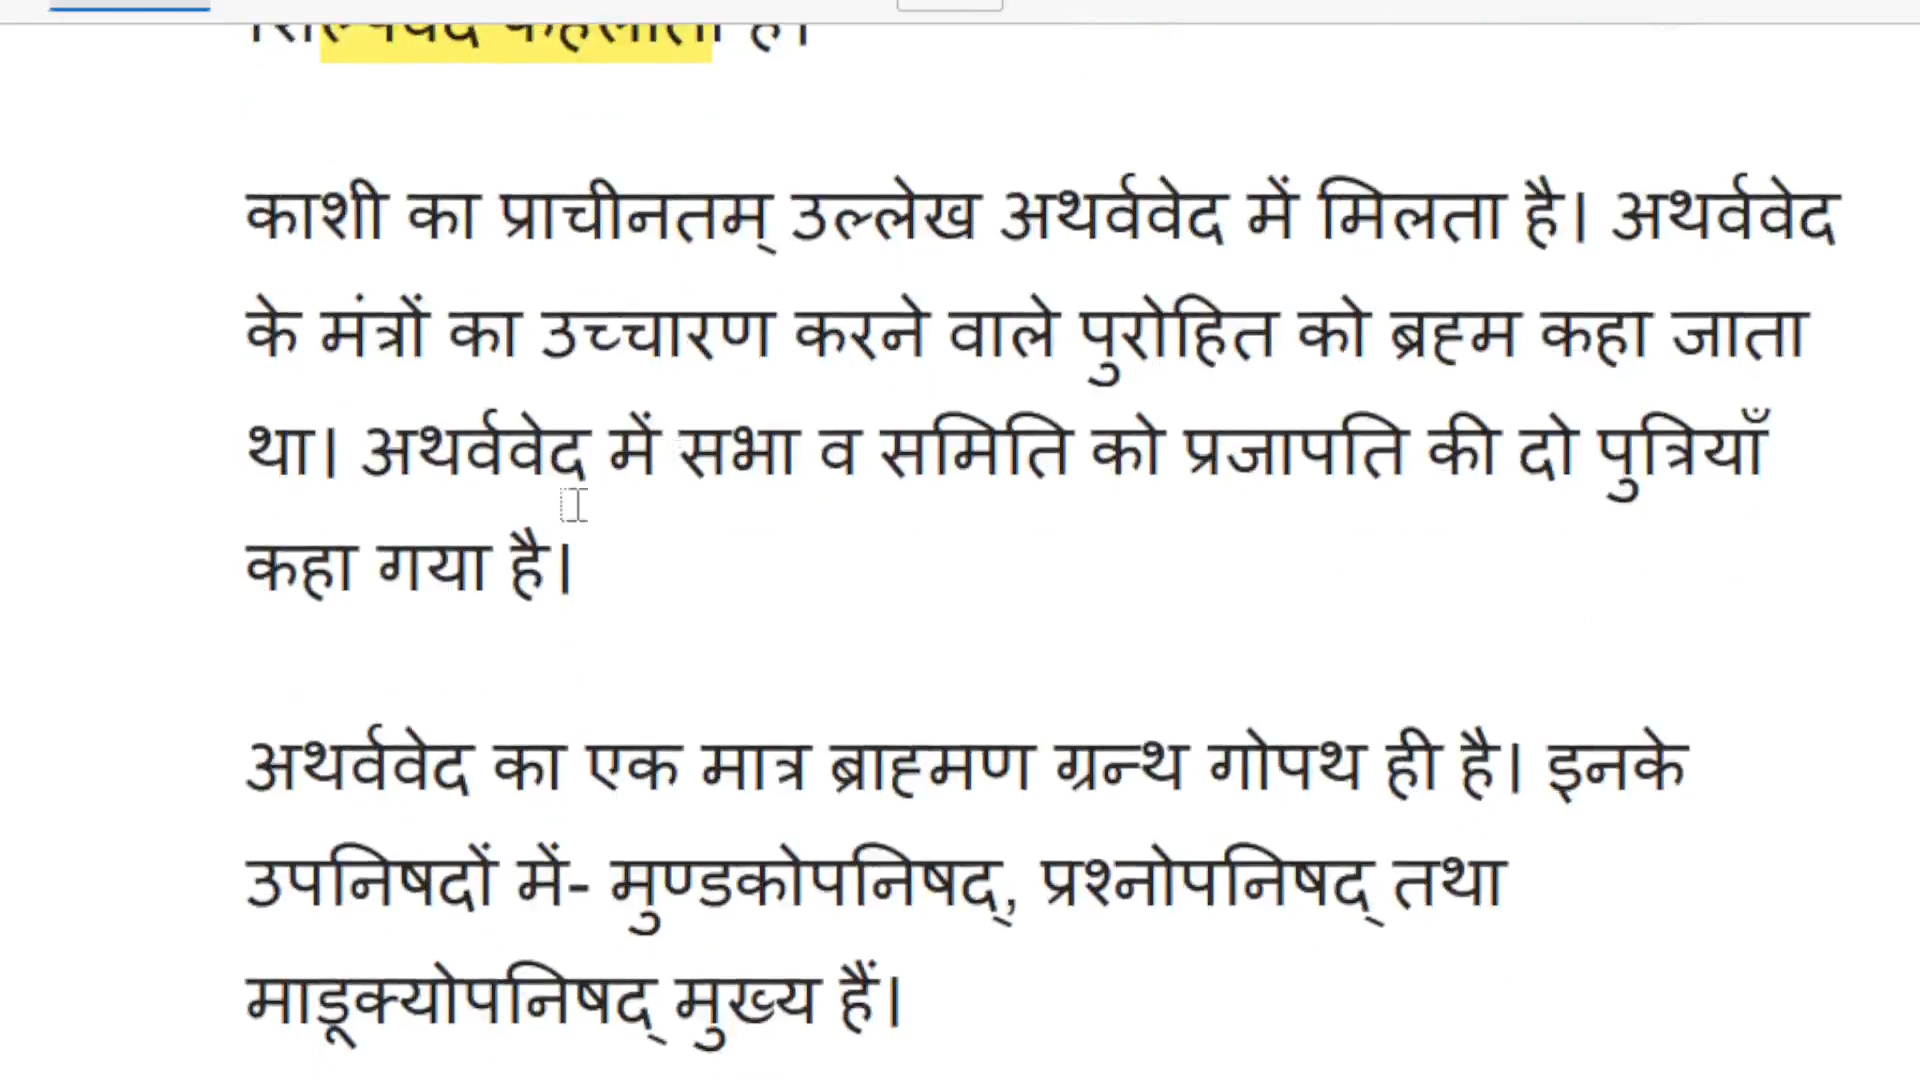 शिल्पवेद कहलाता है।
काशी का प्राचीनतम् उल्लेख अथर्ववेद में मिलता है। अथर्ववेद
के मंत्रों का उच्चारण करने वाले पुरोहित को ब्रह्म कहा जाता
था। अथर्ववेद में सभा व समिति को प्रजापति की दो पुत्रियाँ
कहा गया है।
अथर्ववेद का एक मात्र ब्राह्मण ग्रन्थ गोपथ ही है। इनके
उपनिषदों में- मुण्डकोपनिषद्, प्रश्नोपनिषद् तथा
माडूक्योपनिषद् मुख्य हैं।